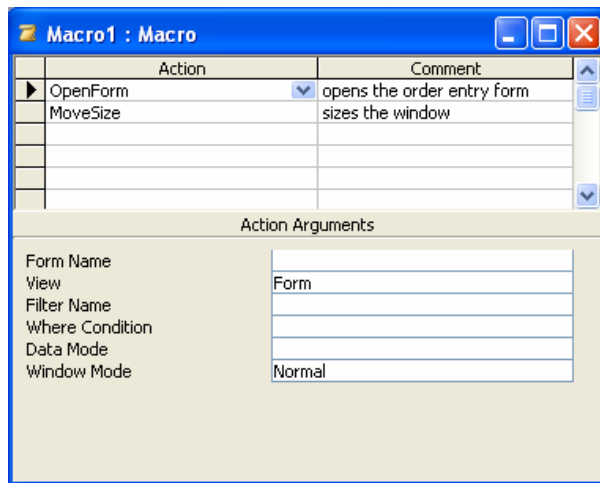 Macro1 : Macro
Action Comment
OpenForm opens the order entry form
MoveSize sizes the window
Action Arguments
Form Name
View Form
Filter Name
Where Condition
Data Mode
Window Mode Normal